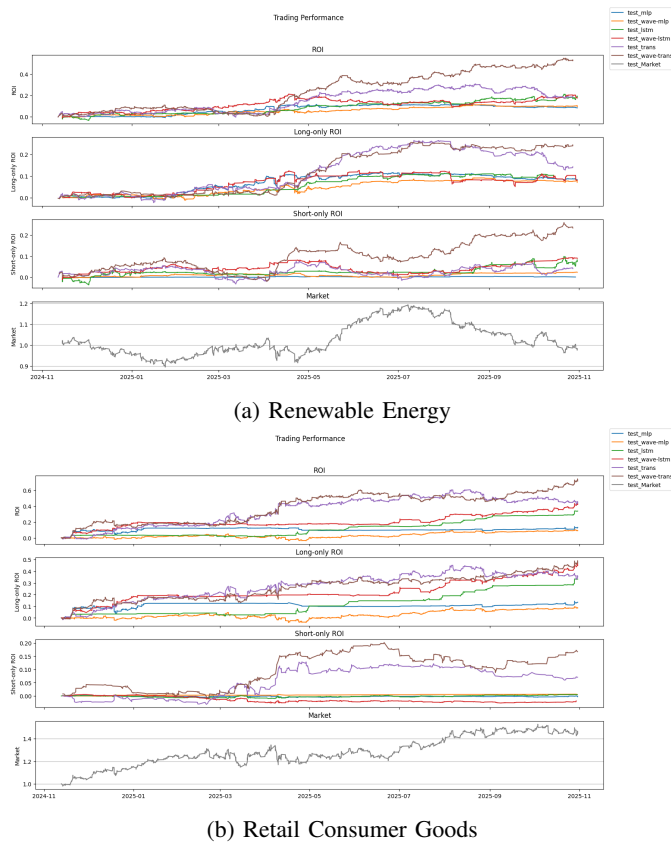 Trading Performance
test_mlp
test_wave-mlp
test_lstm
test_wave-lstm
test_trans
test_wave-trans
test_Market
ROI
ROI
0.4
0.2
0.0
Long-only ROI
Long-only ROI
0.2
0.1
0.0
Short-only ROI
Short-only ROI
0.2
0.1
0.0
Market
Market
1.2
1.1
1.0
0.9
2024-11 2025-01 2025-03 2025-05 2025-07 2025-09 2025-11
(a) Renewable Energy
Trading Performance
test_mlp
test_wave-mlp
test_lstm
test_wave-lstm
test_trans
test_wave-trans
test_Market
ROI
ROI
0.6
0.4
0.2
0.0
Long-only ROI
Long-only ROI
0.5
0.4
0.3
0.2
0.1
0.0
Short-only ROI
Short-only ROI
0.20
0.15
0.10
0.05
0.00
Market
Market
1.4
1.2
1.0
2024-11 2025-01 2025-03 2025-05 2025-07 2025-09 2025-11
(b) Retail Consumer Goods